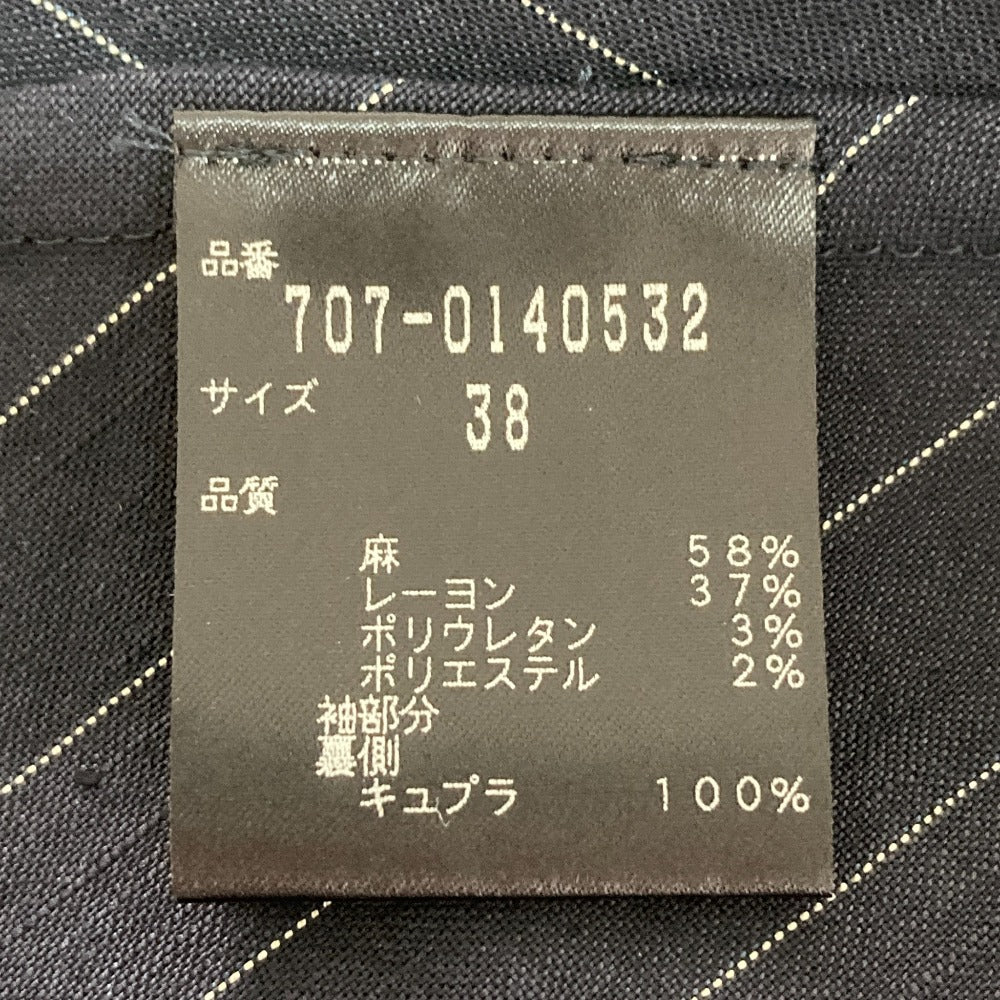 品番
707-0140532
サイズ 38
品質
麻 58%
レーヨン 37%
ポリウレタン 3%
ポリエステル 2%
袖部分
裏側
キュプラ 100%